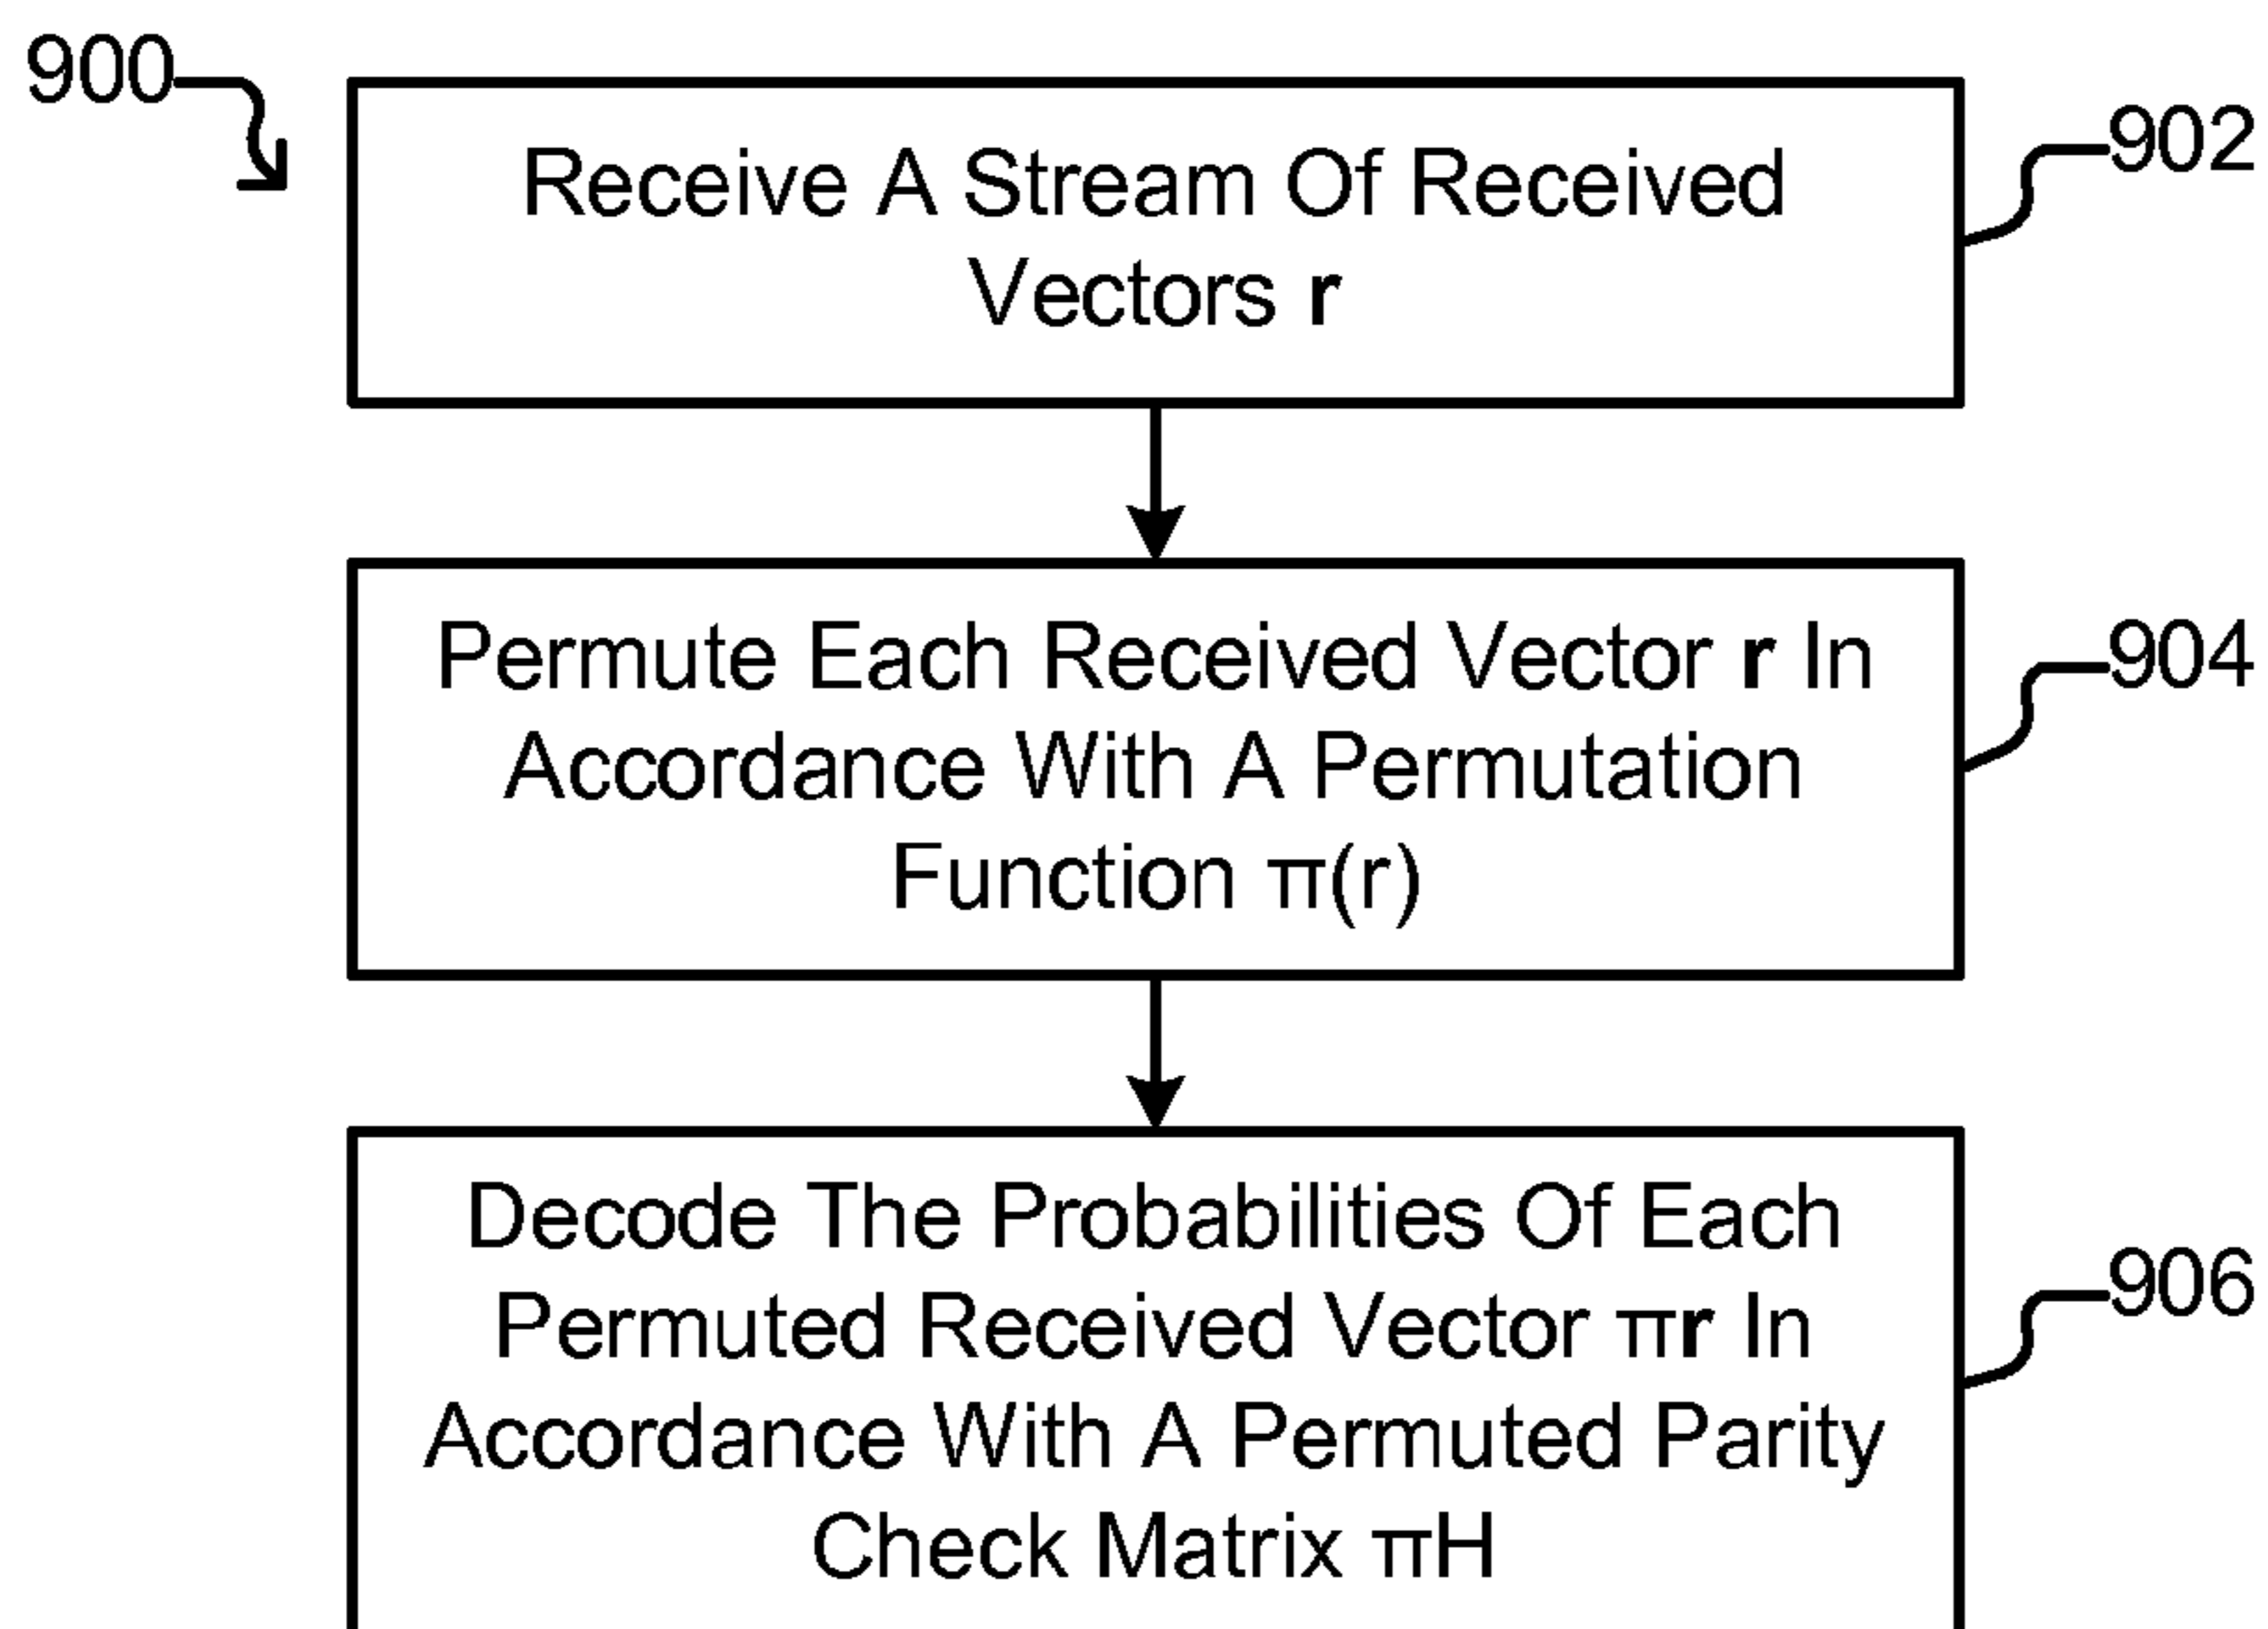 900
Receive A Stream Of Received
Vectors r
902
Permute Each Received Vector r In
Accordance With A Permutation
Function π(r)
904
Decode The Probabilities Of Each
Permuted Received Vector πr In
Accordance With A Permuted Parity
Check Matrix πH
906